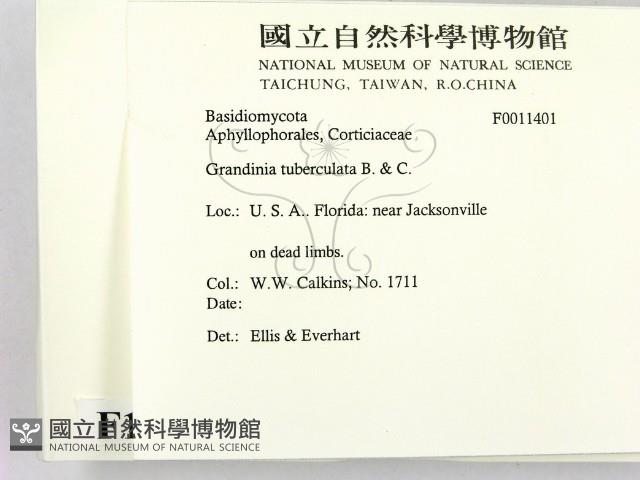 國立自然科學博物館
NATIONAL MUSEUM OF NATURAL SCIENCE
TAICHUNG, TAIWAN, R.O.CHINA
Basidiomycota F0011401
Aphyllophorales, Corticiaceae
Grandinia tuberculata B. & C.
Loc.: U. S. A.. Florida: near Jacksonville
on dead limbs.
Col.: W.W. Calkins; No. 1711
Date:
Det.: Ellis & Everhart
F1
國立自然科學博物館
NATIONAL MUSEUM OF NATURAL SCIENCE